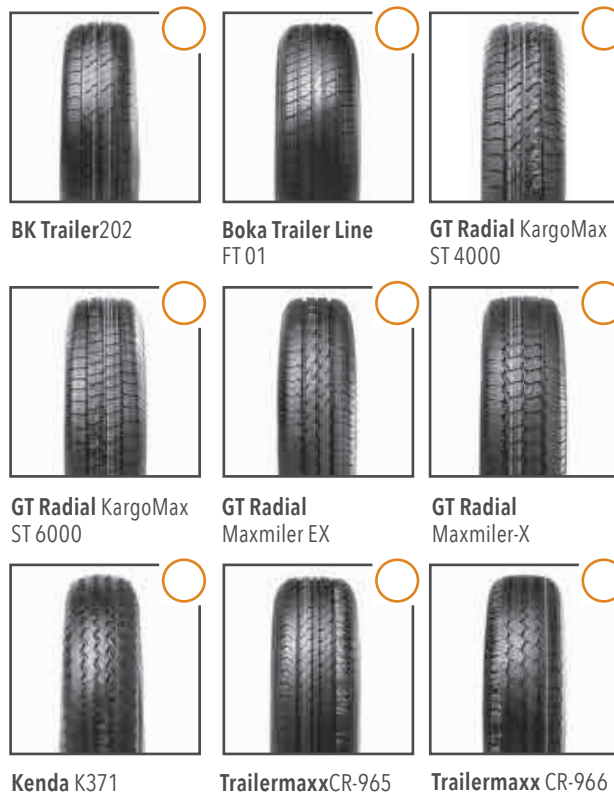 BK Trailer202
Boka Trailer Line
FT 01
GT Radial KargoMax
ST 4000
GT Radial KargoMax
ST 6000
GT Radial
Maxmiler EX
GT Radial
Maxmiler-X
Kenda K371
TrailermaxxCR-965
Trailermaxx CR-966